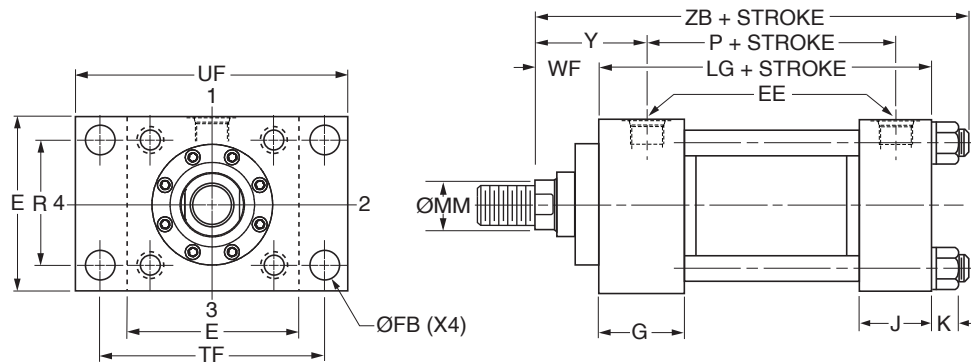 UF
1
E
R
4
2
3
E
TF
ØFB (X4)
ZB + STROKE
Y
P + STROKE
WF
LG + STROKE
EE
ØMM
G
J
K